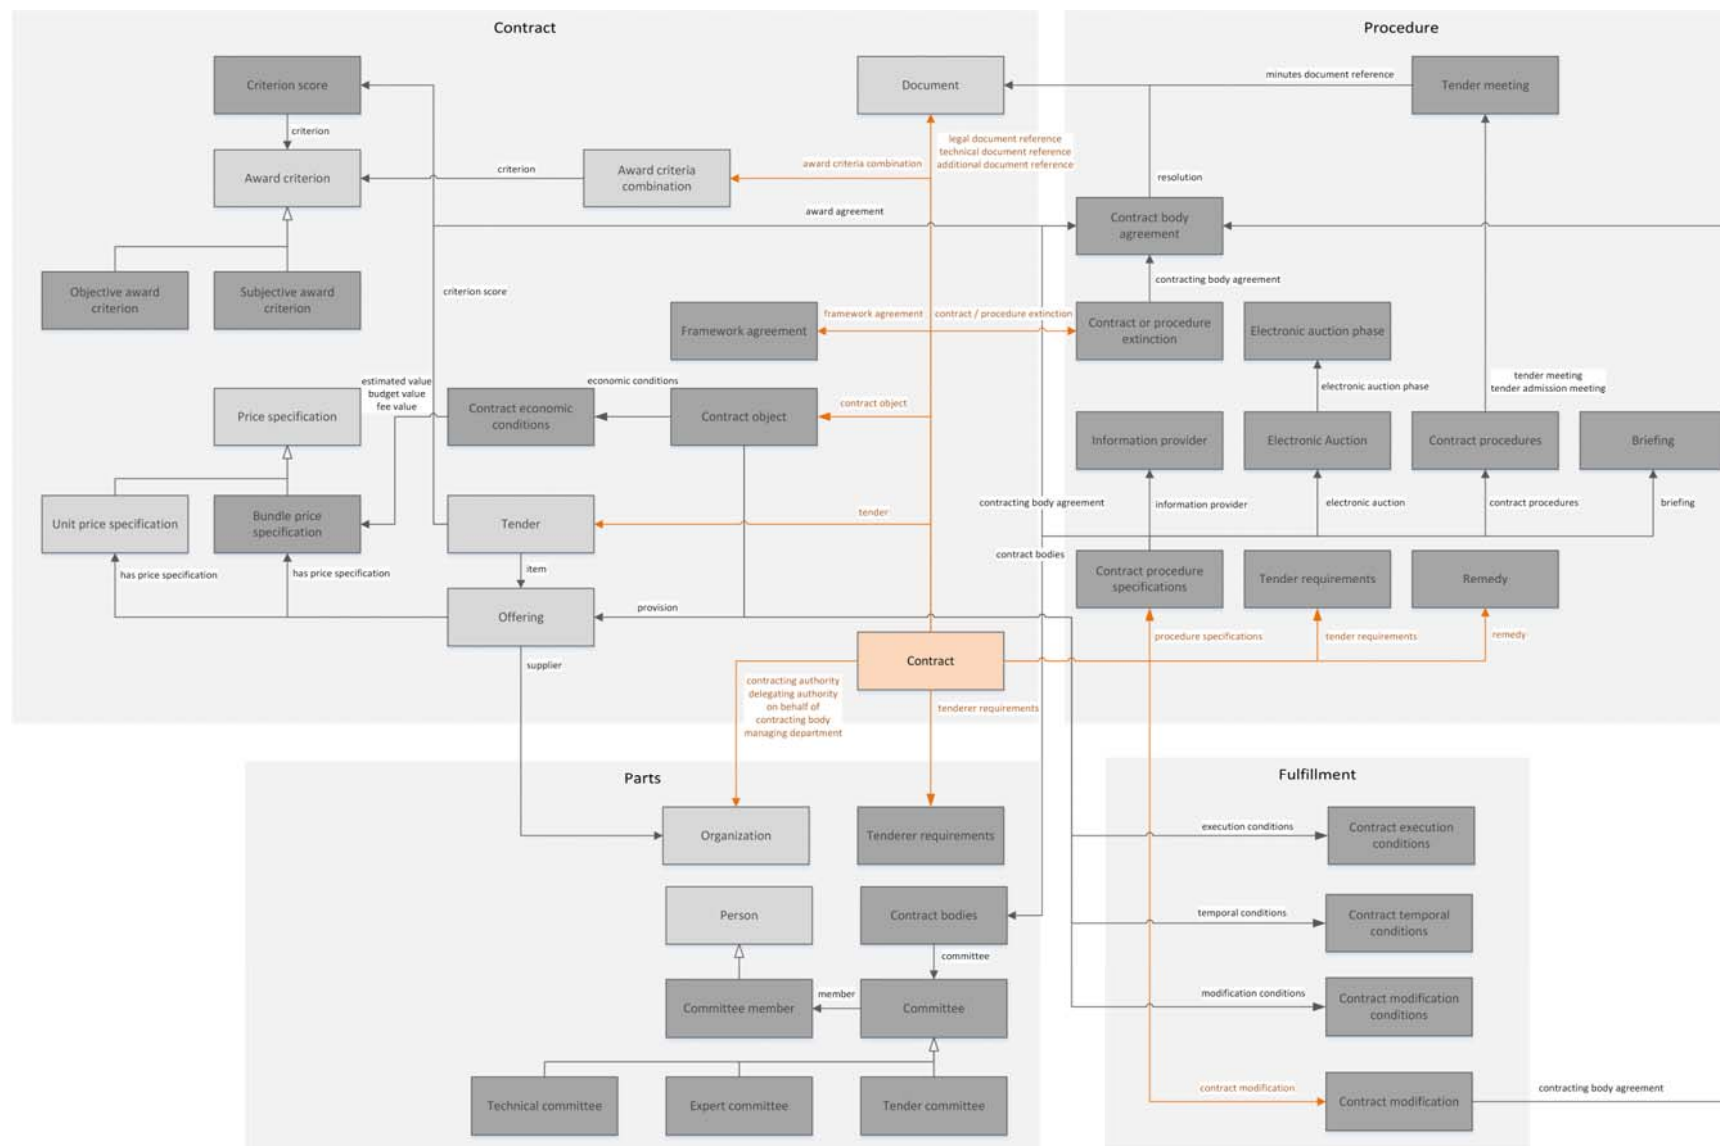 Contract
Procedure
Criterion score
Document
minutes document reference
Tender meeting
criterion
legal document reference
technical document reference
additional document reference
award criteria combination
Award criterion
criterion
Award criteria
combination
resolution
award agreement
Contract body
agreement
contracting body agreement
Objective award
criterion
Subjective award
criterion
criterion score
Framework agreement
framework agreement
contract / procedure extinction
Contract or procedure
extinction
Electronic auction phase
electronic auction phase
tender meeting
tender admission meeting
estimated value
budget value
fee value
economic conditions
Price specification
Contract economic
conditions
Contract object
contract object
Information provider
Electronic Auction
Contract procedures
Briefing
contracting body agreement
information provider
electronic auction
contract procedures
briefing
Unit price specification
Bundle price
specification
Tender
tender
contract bodies
has price specification
has price specification
item
Contract procedure
specifications
Tender requirements
Remedy
Offering
provision
procedure specifications
tender requirements
remedy
supplier
Contract
contracting authority
delegating authority
on behalf of
contracting body
managing department
tenderer requirements
Parts
Fulfillment
Organization
Tenderer requirements
execution conditions
Contract execution
conditions
Person
Contract bodies
temporal conditions
Contract temporal
conditions
committee
Committee member
member
Committee
modification conditions
Contract modification
conditions
Technical committee
Expert committee
Tender committee
contract modification
Contract modification
contracting body agreement